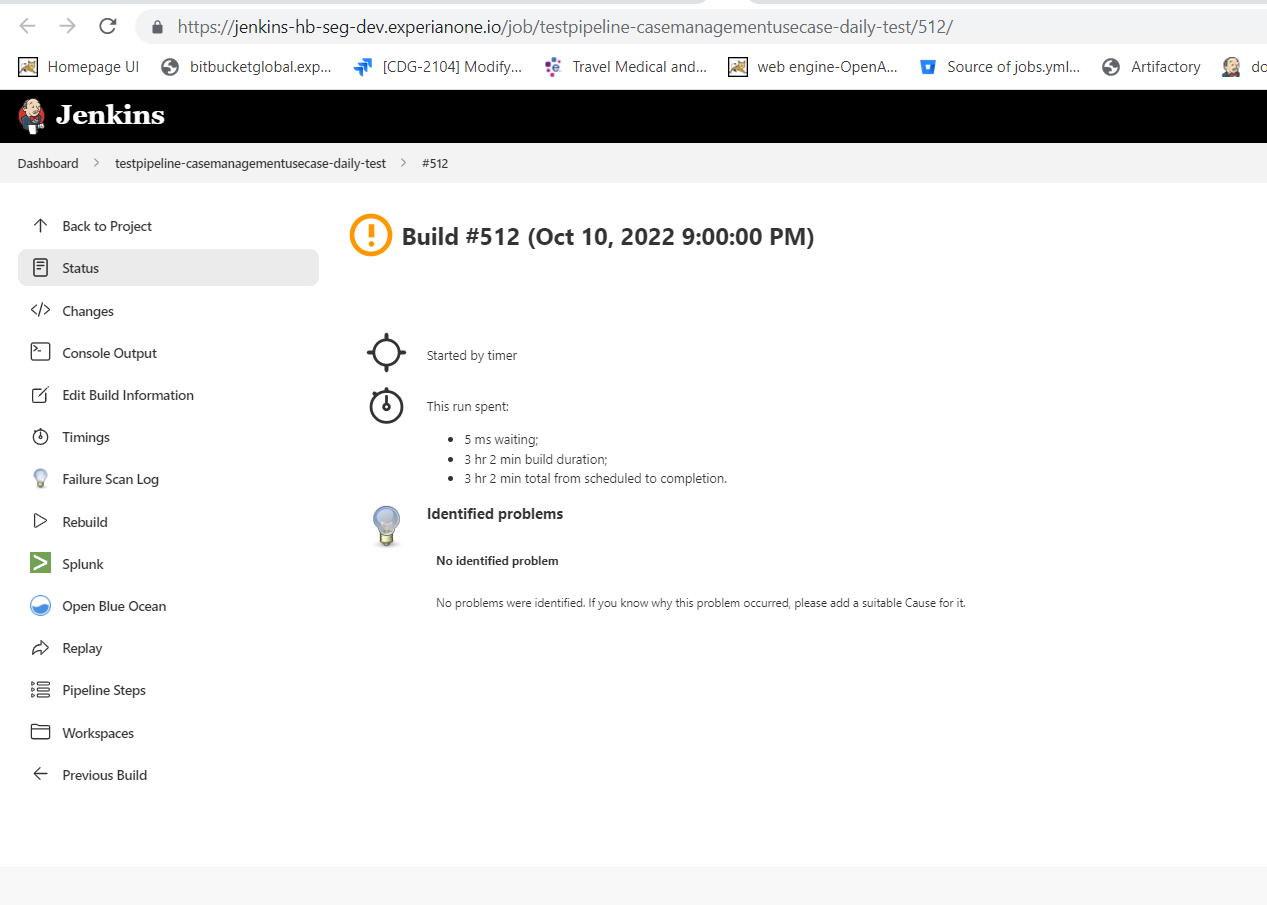 https://jenkins-hb-seg-dev.experianone.io/job/testpipeline-casemanagementusecase-daily-test/512/
Homepage UI bitbucketglobal.exp... [CDG-2104] Modify... Travel Medical and... web engine-OpenA... Source of jobs.yml... Artifactory do
Jenkins
Dashboard > testpipeline-casemanagementusecase-daily-test > #512
Back to Project
Status
Changes
Console Output
Edit Build Information
Timings
Failure Scan Log
Rebuild
Splunk
Open Blue Ocean
Replay
Pipeline Steps
Workspaces
Previous Build
Build #512 (Oct 10, 2022 9:00:00 PM)
Started by timer
This run spent:
• 5 ms waiting;
• 3 hr 2 min build duration;
• 3 hr 2 min total from scheduled to completion.
Identified problems
No identified problem
No problems were identified. If you know why this problem occurred, please add a suitable Cause for it.